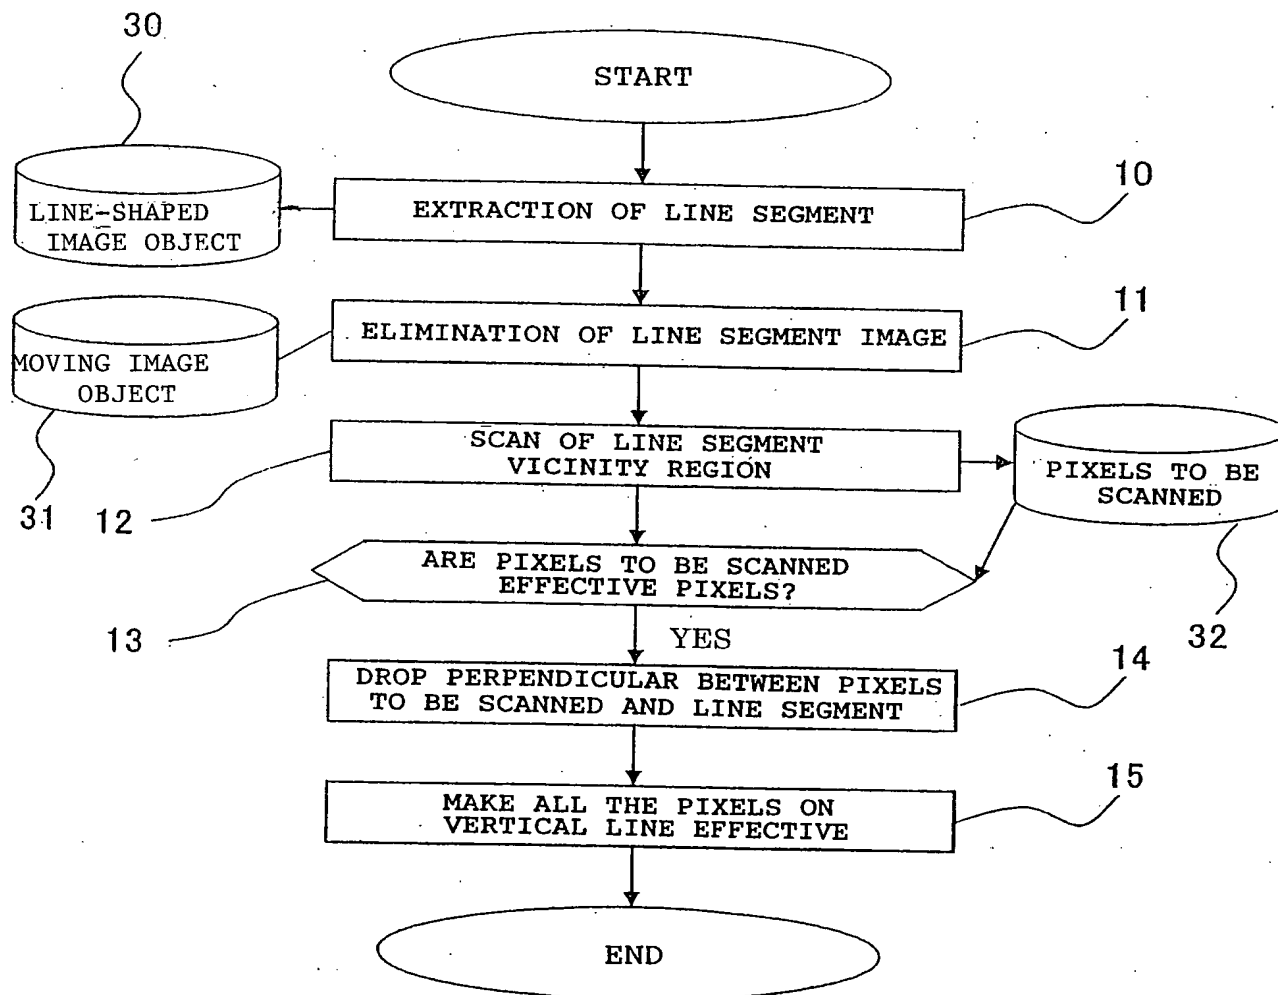 30
START
10
LINE-SHAPED
IMAGE OBJECT
EXTRACTION OF LINE SEGMENT
11
MOVING IMAGE
OBJECT
ELIMINATION OF LINE SEGMENT IMAGE
31
12
SCAN OF LINE SEGMENT
VICINITY REGION
PIXELS TO BE
SCANNED
32
13
ARE PIXELS TO BE SCANNED
EFFECTIVE PIXELS?
YES
14
DROP PERPENDICULAR BETWEEN PIXELS
TO BE SCANNED AND LINE SEGMENT
15
MAKE ALL THE PIXELS ON
VERTICAL LINE EFFECTIVE
END